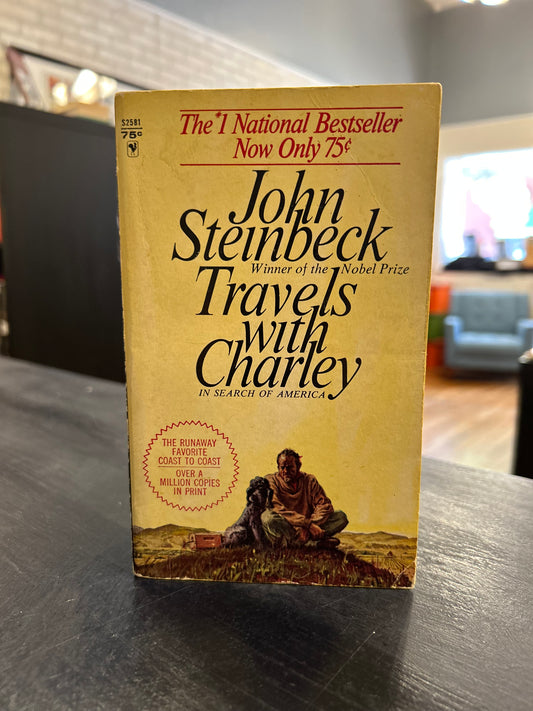 S2581
75¢
The #1 National Bestseller
Now Only 75¢
John
Steinbeck
Winner of the Nobel Prize
Travels
with
Charley
IN SEARCH OF AMERICA
THE RUNAWAY
FAVORITE
COAST TO COAST
OVER A
MILLION COPIES
IN PRINT